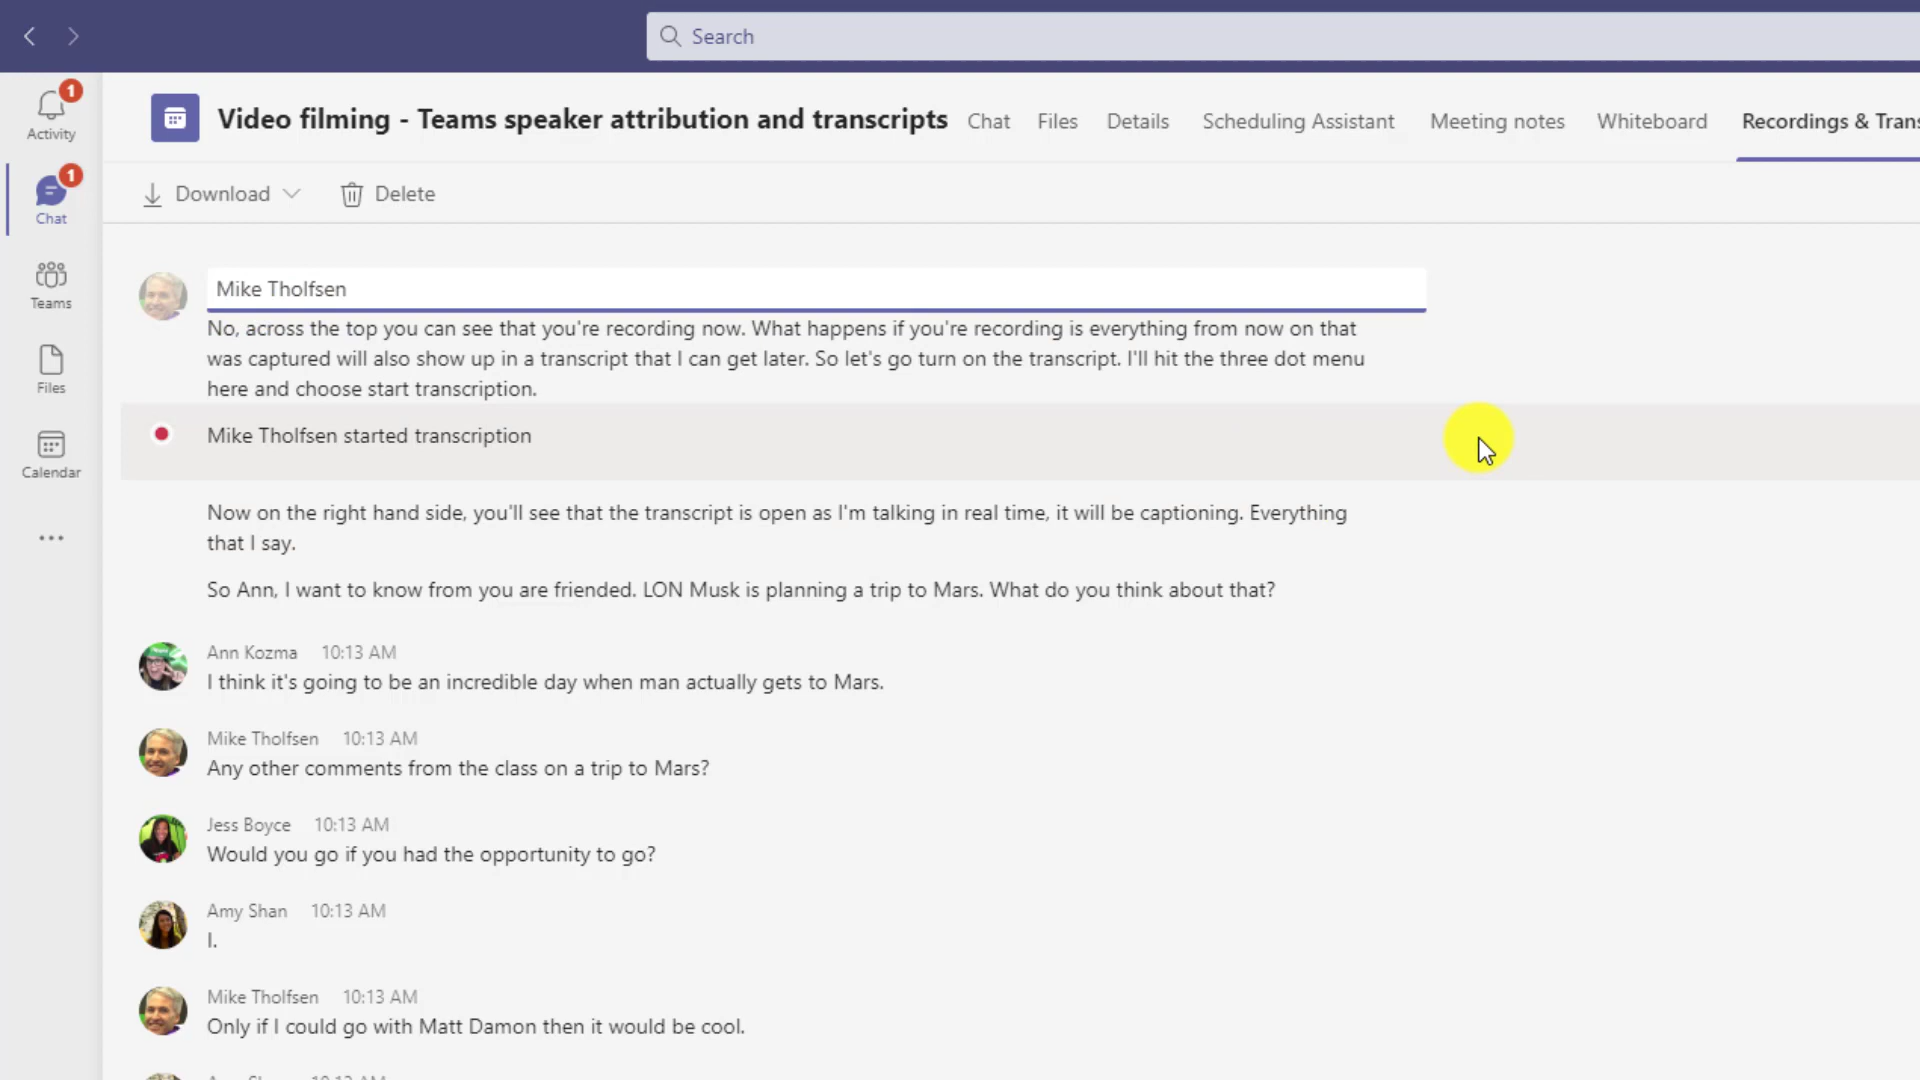 Search
1
Activity
1
Chat
Teams
Files
Calendar
Video filming - Teams speaker attribution and transcripts
Chat
Files
Details
Scheduling Assistant
Meeting notes
Whiteboard
Recordings & Trans
Download
Delete
Mike Tholfsen
No, across the top you can see that you're recording now. What happens if you're recording is everything from now on that
was captured will also show up in a transcript that I can get later. So let's go turn on the transcript. I'll hit the three dot menu
here and choose start transcription.
Mike Tholfsen started transcription
Now on the right hand side, you'll see that the transcript is open as I'm talking in real time, it will be captioning. Everything
that I say.
So Ann, I want to know from you are friended. LON Musk is planning a trip to Mars. What do you think about that?
Ann Kozma 10:13 AM
I think it's going to be an incredible day when man actually gets to Mars.
Mike Tholfsen 10:13 AM
Any other comments from the class on a trip to Mars?
Jess Boyce 10:13 AM
Would you go if you had the opportunity to go?
Amy Shan 10:13 AM
I.
Mike Tholfsen 10:13 AM
Only if I could go with Matt Damon then it would be cool.